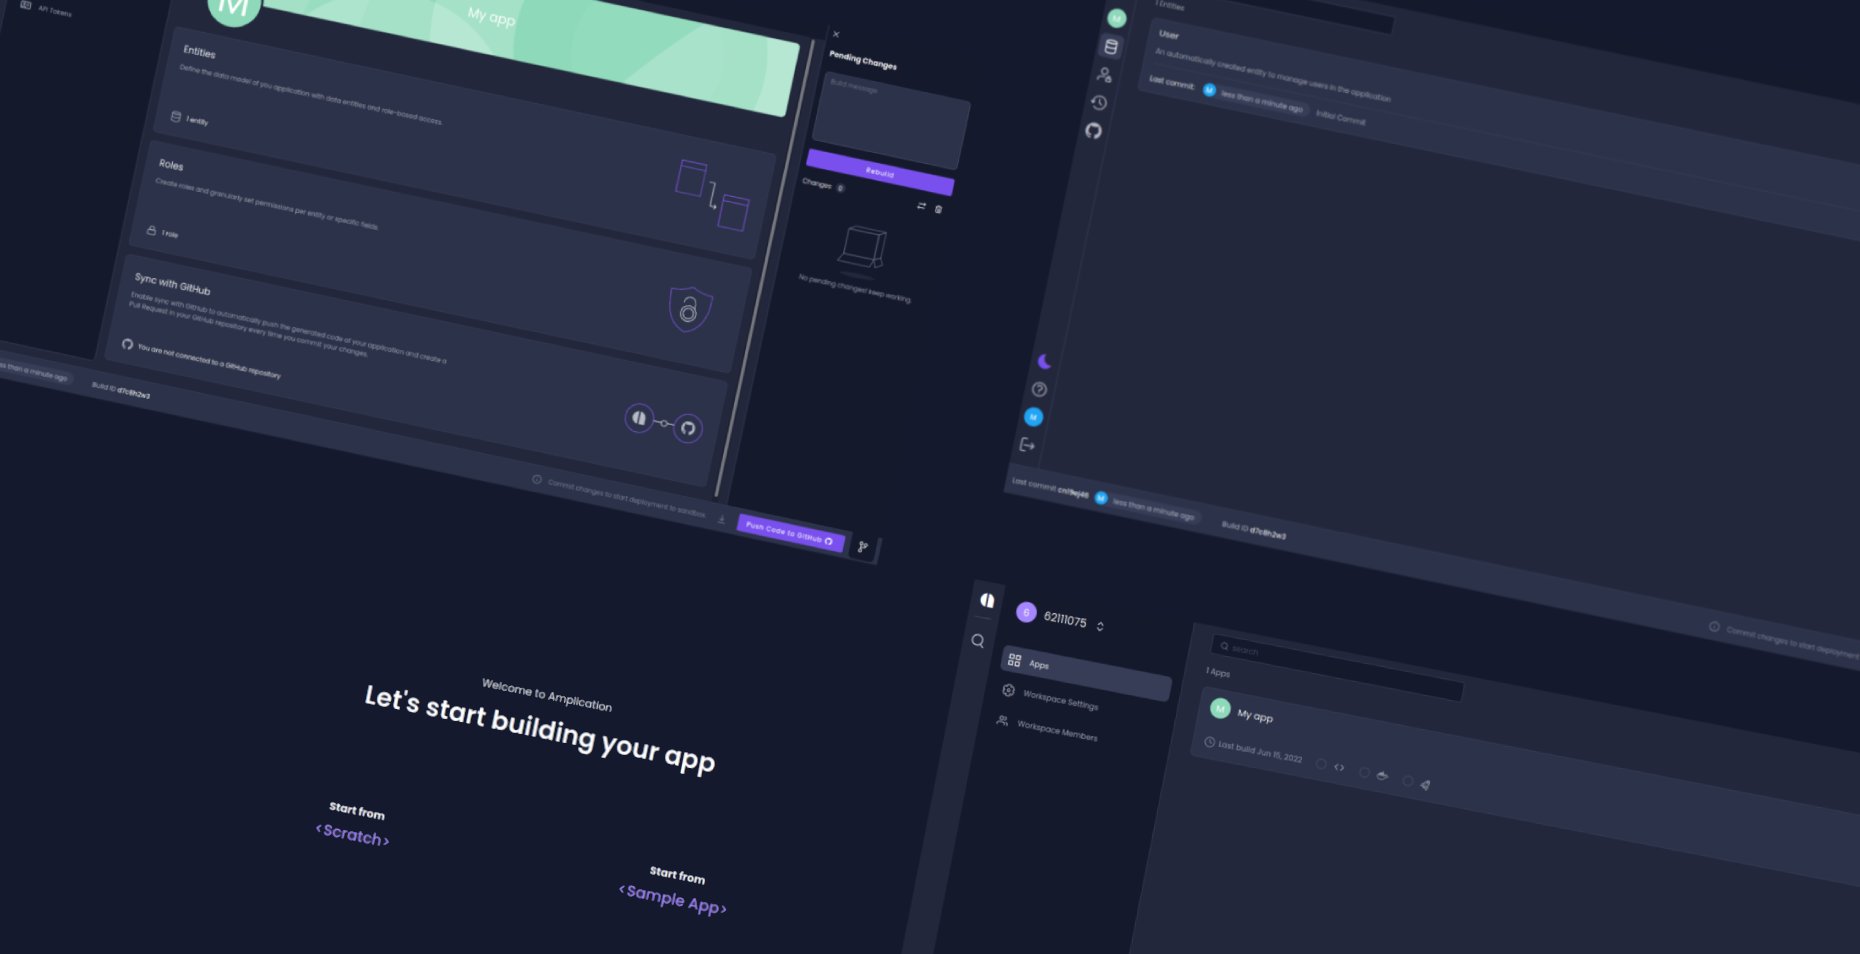 API Tokens
M
My app
Entities
Define the data model of you application with data entities and role-based access.
1 entity
Roles
Create roles and granularly set permissions per entity or specific fields.
1 role
Sync with GitHub
Enable sync with GitHub to automatically push the generated code of your application and create a
Pull Request in your GitHub repository every time you commit your changes.
You are not connected to a GitHub repository
less than a minute ago
Build ID d7c8h2w3
Commit changes to start deployment to sandbox
Push Code to GitHub
Pending Changes
Build message
Rebuild
Changes 0
No pending changes! keep working.
M
1 Entities
User
An automatically created entity to manage users in the application
Last commit: M less than a minute ago Initial Commit
M
Last commit M less than a minute ago
Build ID d7c8h2w3
Commit changes to start deployment
Welcome to Amplication
Let's start building your app
Start from
<Scratch>
Start from
<Sample App>
6 62111075
Apps
Workspace Settings
Workspace Members
search
1 Apps
M My app
Last build Jun 15, 2022